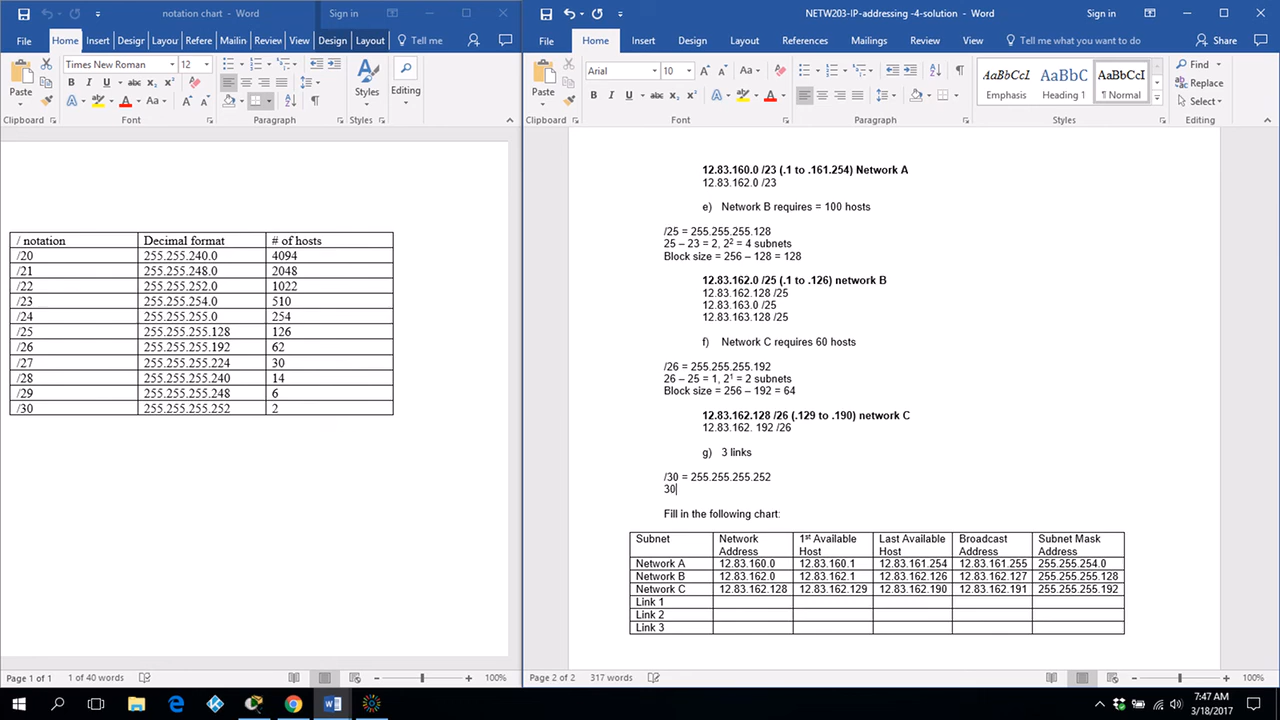 notation chart - Word
Sign in
File Home Insert Design Layou Refere Mailin Review View Design Layout Tell me
Times New Roman 12
Paste
Styles
Editing
Clipboard Font Paragraph Styles
/ notation Decimal format # of hosts
/20 255.255.240.0 4094
/21 255.255.248.0 2048
/22 255.255.252.0 1022
/23 255.255.254.0 510
/24 255.255.255.0 254
/25 255.255.255.128 126
/26 255.255.255.192 62
/27 255.255.255.224 30
/28 255.255.255.240 14
/29 255.255.255.248 6
/30 255.255.255.252 2
Page 1 of 1 1 of 40 words 100%
NETW203-IP-addressing -4-solution - Word
Sign in
File Home Insert Design Layout References Mailings Review View Tell me what you want to do Share
Arial 10
Paste
AaBbCcI AaBbCcI AaBbCcI
Emphasis Heading 1 ¶ Normal
Find
Replace
Select
Clipboard Font Paragraph Styles Editing
12.83.160.0 /23 (.1 to .161.254) Network A
12.83.162.0 /23
e) Network B requires = 100 hosts
/25 = 255.255.255.128
25 – 23 = 2, 2² = 4 subnets
Block size = 256 – 128 = 128
12.83.162.0 /25 (.1 to .126) network B
12.83.162.128 /25
12.83.163.0 /25
12.83.163.128 /25
f) Network C requires 60 hosts
/26 = 255.255.255.192
26 – 25 = 1, 2¹ = 2 subnets
Block size = 256 – 192 = 64
12.83.162.128 /26 (.129 to .190) network C
12.83.162. 192 /26
g) 3 links
/30 = 255.255.255.252
30
Fill in the following chart:
Subnet Network Address 1st Available Host Last Available Host Broadcast Address Subnet Mask Address
Network A 12.83.160.0 12.83.160.1 12.83.161.254 12.83.161.255 255.255.254.0
Network B 12.83.162.0 12.83.162.1 12.83.162.126 12.83.162.127 255.255.255.128
Network C 12.83.162.128 12.83.162.129 12.83.162.190 12.83.162.191 255.255.255.192
Link 1
Link 2
Link 3
Page 2 of 2 317 words 100%
7:47 AM
3/18/2017